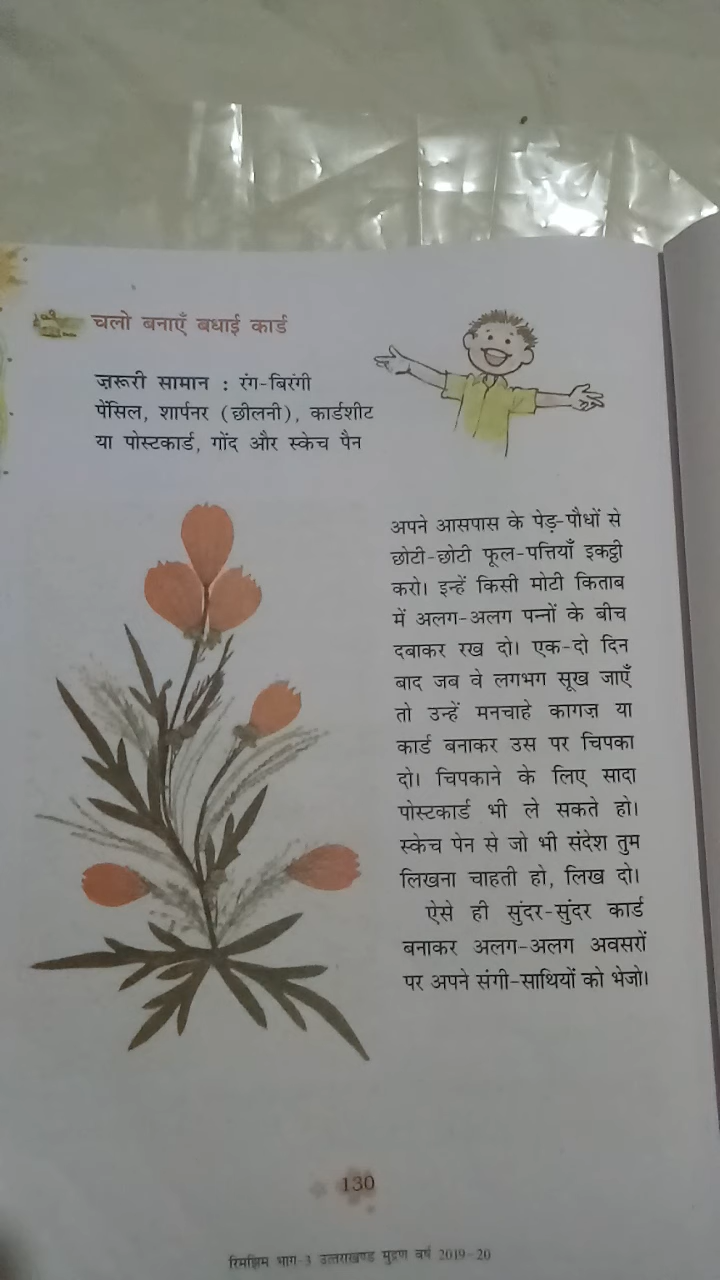 चलो बनाएँ बधाई कार्ड
ज़रूरी सामान : रंग-बिरंगी
पेंसिल, शार्पनर (छीलनी), कार्डशीट
या पोस्टकार्ड, गोंद और स्केच पैन
अपने आसपास के पेड़-पौधों से
छोटी-छोटी फूल-पत्तियाँ इकट्ठी
करो। इन्हें किसी मोटी किताब
में अलग-अलग पन्नों के बीच
दबाकर रख दो। एक-दो दिन
बाद जब वे लगभग सूख जाएँ
तो उन्हें मनचाहे कागज़ या
कार्ड बनाकर उस पर चिपका
दो। चिपकाने के लिए सादा
पोस्टकार्ड भी ले सकते हो।
स्केच पेन से जो भी संदेश तुम
लिखना चाहती हो, लिख दो।
ऐसे ही सुंदर-सुंदर कार्ड
बनाकर अलग-अलग अवसरों
पर अपने संगी-साथियों को भेजो।
130
रिमझिम भाग-3 उत्तराखण्ड मुद्रण वर्ष 2019-20